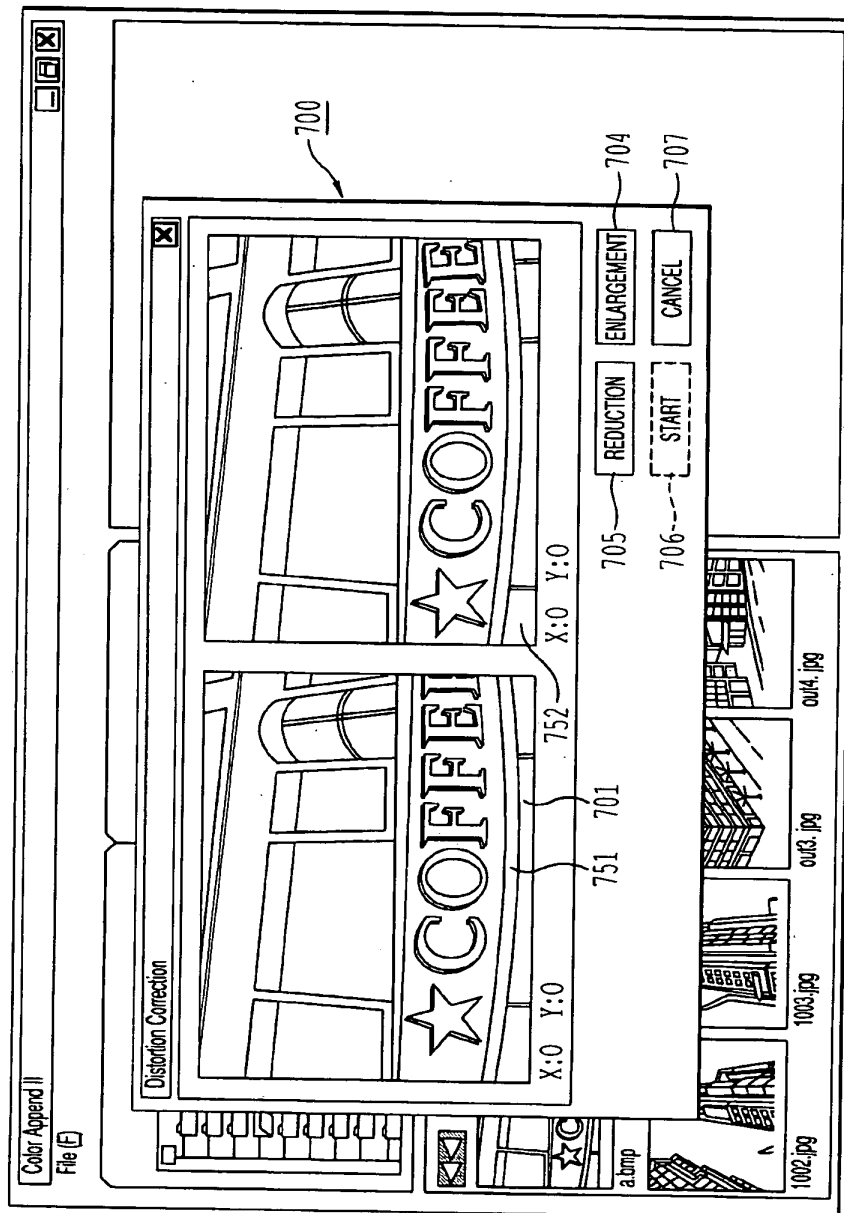 Color Append II
File (F)
Distortion Correction
700
COFFEE
COFFEE
X:0 Y:0
X:0 Y:0
751
701
752
705
REDUCTION
ENLARGEMENT
704
706
START
CANCEL
707
a.bmp
1002.jpg
1003.jpg
out3.jpg
out4.jpg